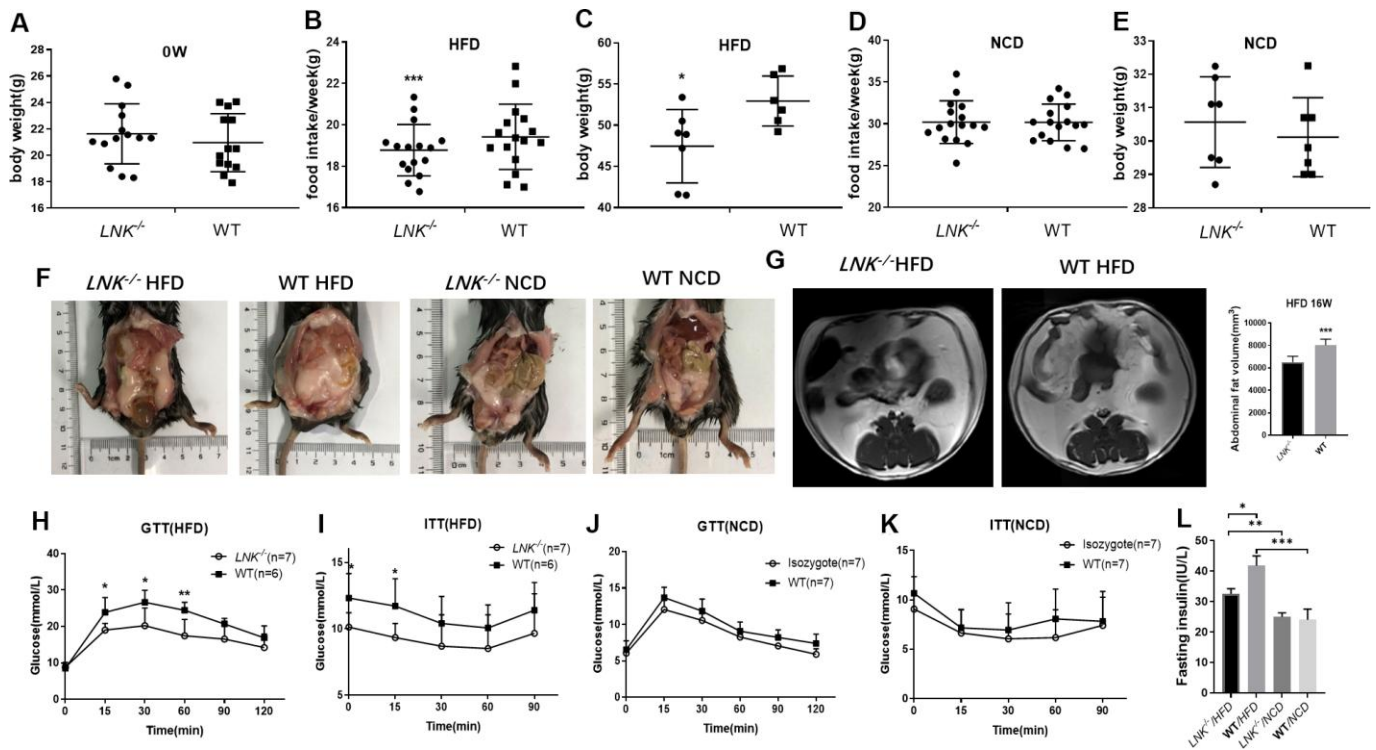 A
0W
body weight(g)
28
26
24
22
20
18
16
LNK-/-
WT
B
HFD
food intake/week(g)
24
22
20
18
16
***
LNK-/-
WT
C
HFD
body weight(g)
60
55
50
45
40
*
WT
D
NCD
food intake/week(g)
40
35
30
25
20
LNK-/-
WT
E
NCD
body weight(g)
33
32
31
30
29
28
LNK-/-
WT
F
LNK-/- HFD
WT HFD
LNK-/- NCD
WT NCD
G
LNK-/-HFD
WT HFD
HFD 16W
Abdominal fat volume(mm3)
10000
8000
6000
4000
2000
0
***
LNK-/-
WT
H
GTT(HFD)
LNK-/-(n=7)
WT(n=6)
Glucose(mmol/L)
40
30
20
10
0
* * **
0 15 30 60 90 120
Time(min)
I
ITT(HFD)
LNK-/-(n=7)
WT(n=6)
Glucose(mmol/L)
15
10
5
* *
0 15 30 60 90
Time(min)
J
GTT(NCD)
Isozygote(n=7)
WT(n=7)
Glucose(mmol/L)
20
15
10
5
0
0 15 30 60 90 120
Time(min)
K
ITT(NCD)
Isozygote(n=7)
WT(n=7)
Glucose(mmol/L)
15
10
5
0
0 15 30 60 90
Time(min)
L
Fasting insulin(IU/L)
50
40
30
20
10
0
*
**
***
LNK-/-/HFD
WT/HFD
LNK-/-/NCD
WT/NCD